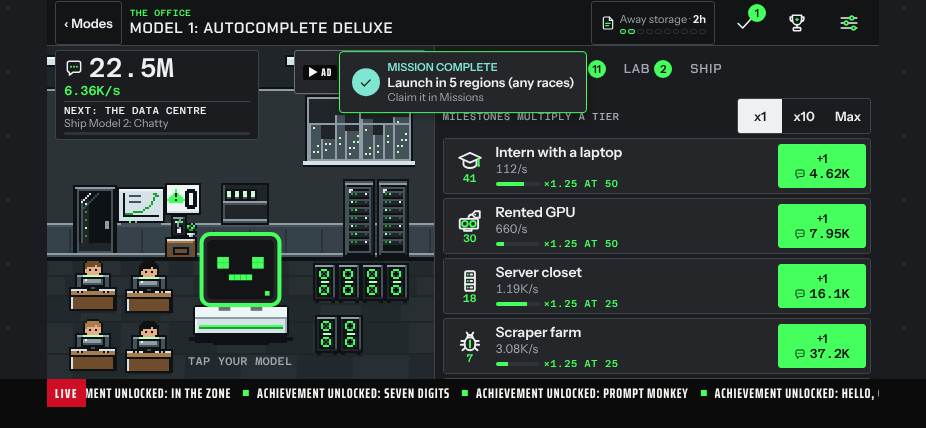 ‹ Modes
THE OFFICE
MODEL 1: AUTOCOMPLETE DELUXE
Away storage · 2h
1
22.5M
6.36K/s
NEXT: THE DATA CENTRE
Ship Model 2: Chatty
AD
MISSION COMPLETE
Launch in 5 regions (any races)
Claim it in Missions
11
LAB 2
SHIP
MILESTONES MULTIPLY A TIER
x1
x10
Max
Intern with a laptop
112/s
41
×1.25 AT 50
+1
4.62K
Rented GPU
660/s
30
×1.25 AT 50
+1
7.95K
Server closet
1.19K/s
18
×1.25 AT 25
+1
16.1K
Scraper farm
3.08K/s
7
×1.25 AT 25
+1
37.2K
TAP YOUR MODEL
LIVE
MENT UNLOCKED: IN THE ZONE ACHIEVEMENT UNLOCKED: SEVEN DIGITS ACHIEVEMENT UNLOCKED: PROMPT MONKEY ACHIEVEMENT UNLOCKED: HELLO,